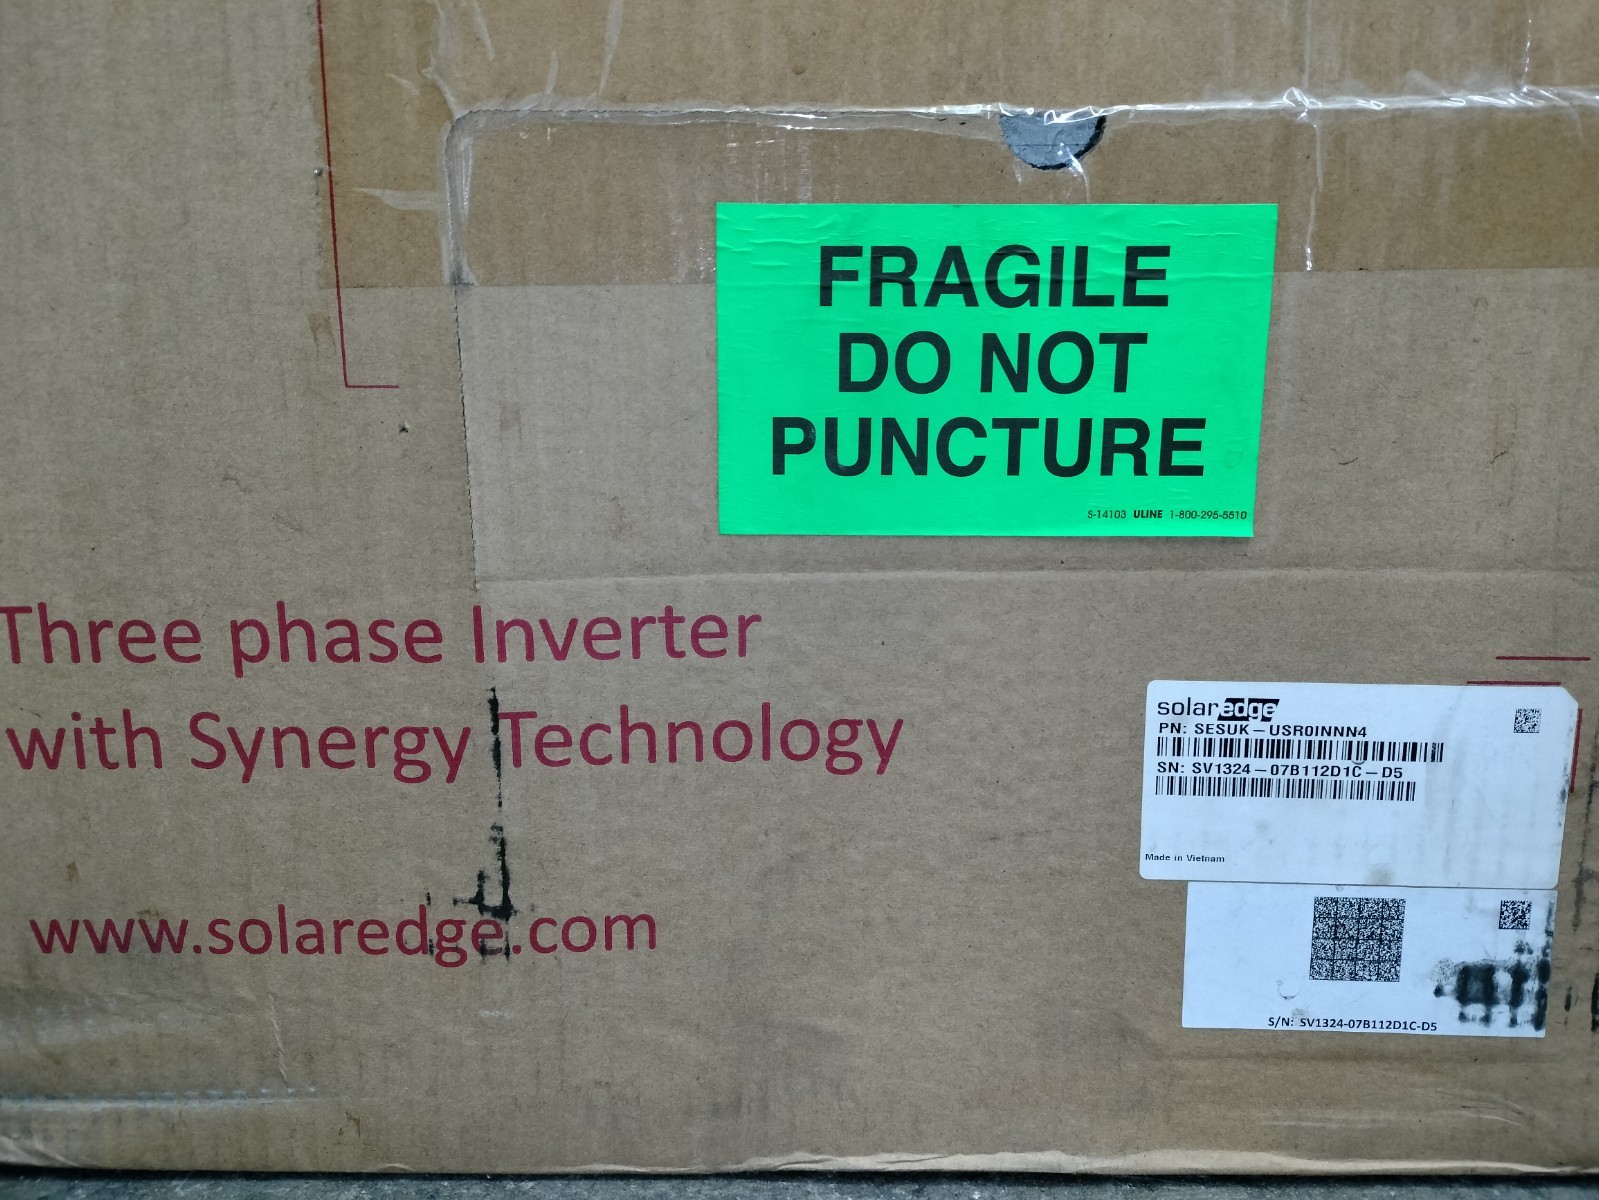 FRAGILE
DO NOT
PUNCTURE
S-14103 ULINE 1-800-295-5510
Three phase Inverter
with Synergy Technology
www.solaredge.com
solaredge
PN: SESUK-USR0INNN4
SN: SV1324-07B112D1C-D5
Made in Vietnam
S/N: SV1324-07B112D1C-D5